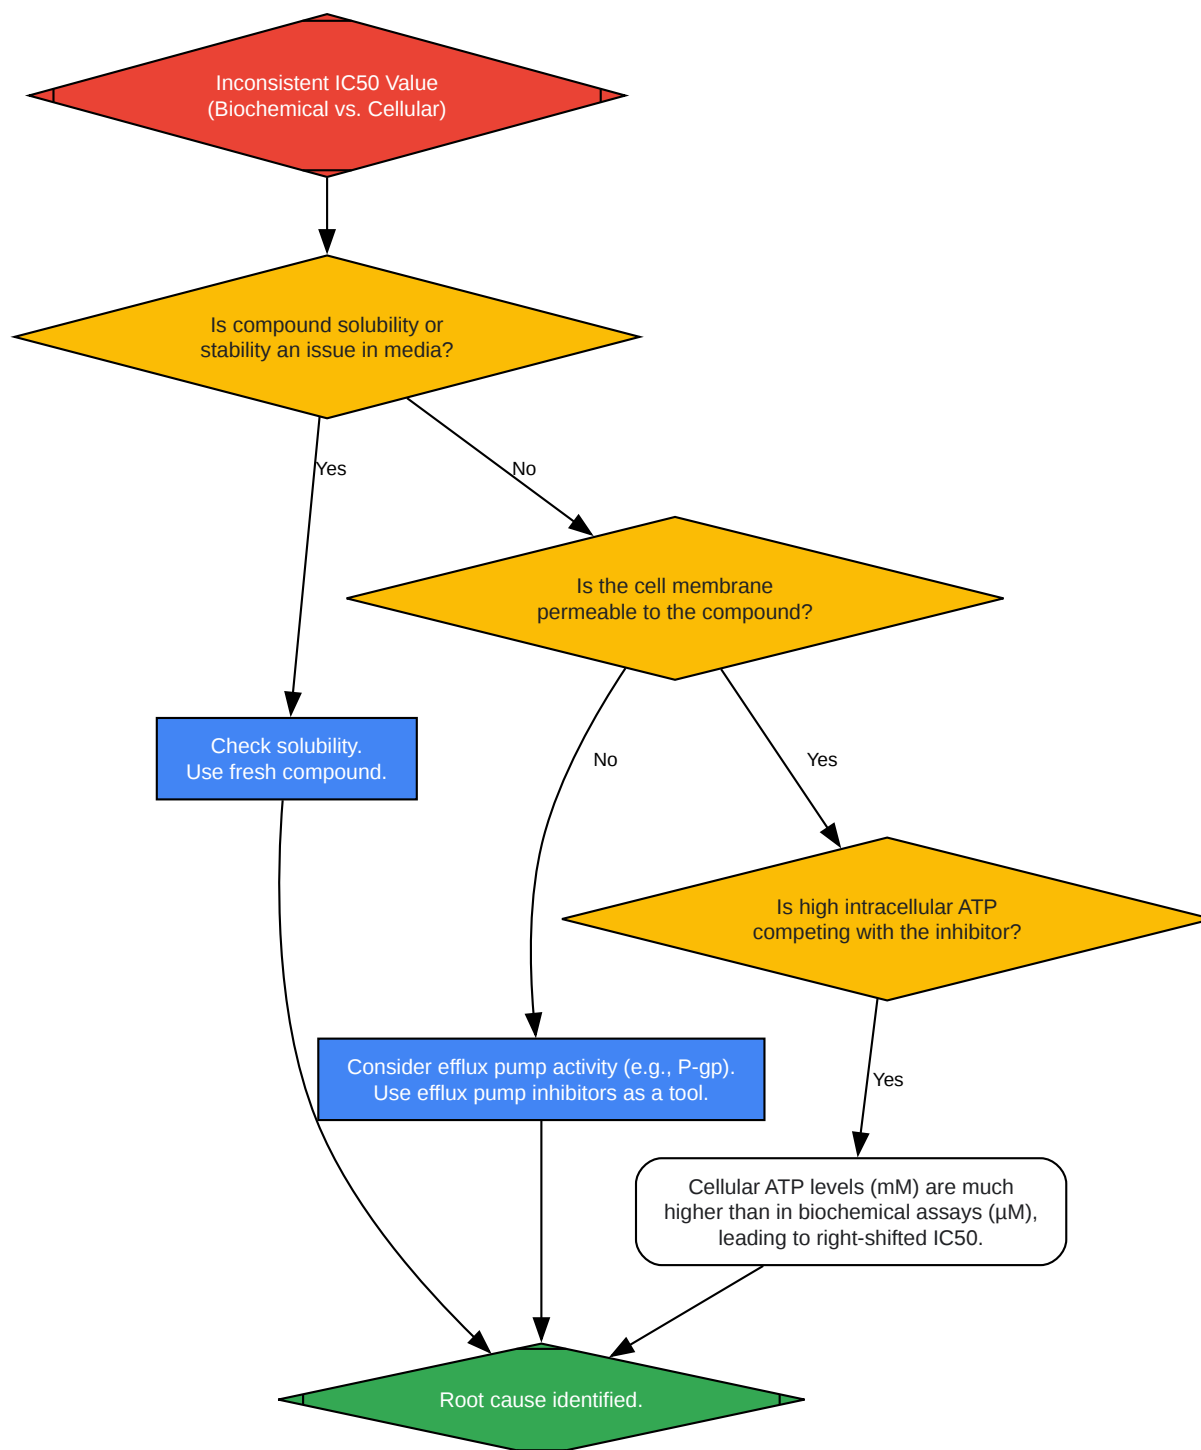 Inconsistent IC50 Value
(Biochemical vs. Cellular)
Is compound solubility or
stability an issue in media?
Yes
No
Is the cell membrane
permeable to the compound?
Check solubility.
Use fresh compound.
No
Yes
Is high intracellular ATP
competing with the inhibitor?
Consider efflux pump activity (e.g., P-gp).
Use efflux pump inhibitors as a tool.
Yes
Cellular ATP levels (mM) are much
higher than in biochemical assays (µM),
leading to right-shifted IC50.
Root cause identified.